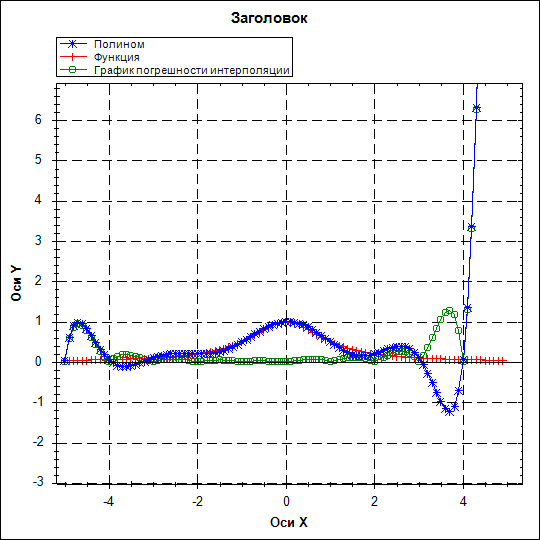 Заголовок
Полином
Функция
График погрешности интерполяции
Оси Y
6
5
4
3
2
1
0
-1
-2
-3
-4 -2 0 2 4
Оси X